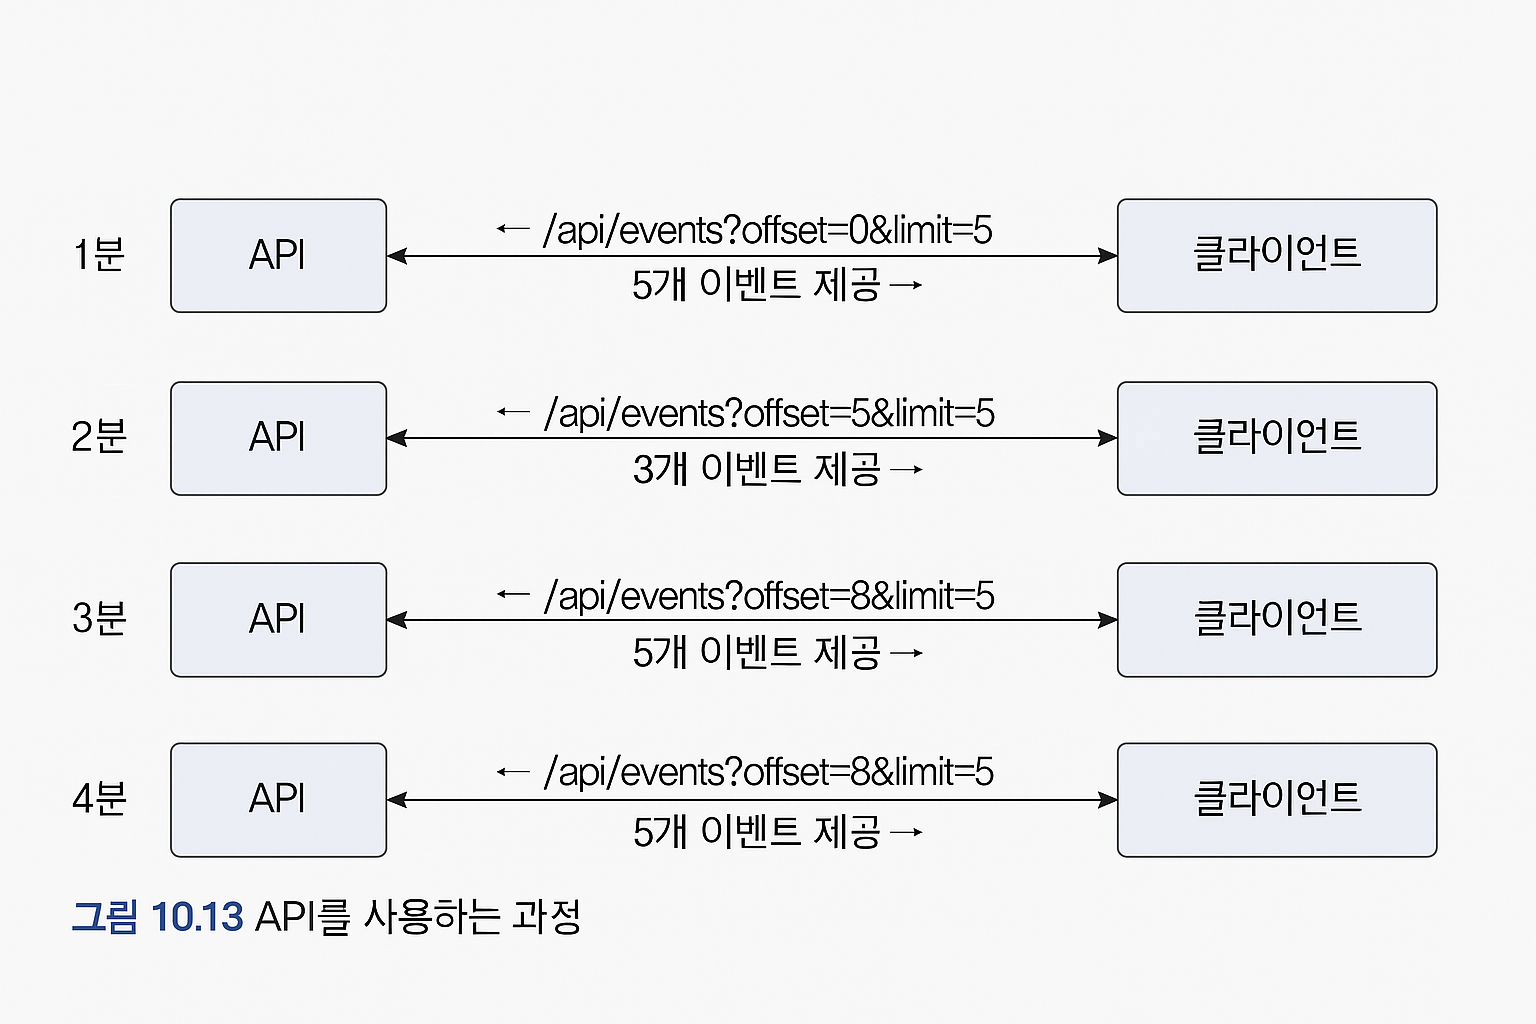 1분
API
← /api/events?offset=0&limit=5
5개 이벤트 제공 →
클라이언트
2분
API
← /api/events?offset=5&limit=5
3개 이벤트 제공 →
클라이언트
3분
API
← /api/events?offset=8&limit=5
5개 이벤트 제공 →
클라이언트
4분
API
← /api/events?offset=8&limit=5
5개 이벤트 제공 →
클라이언트
그림 10.13 API를 사용하는 과정